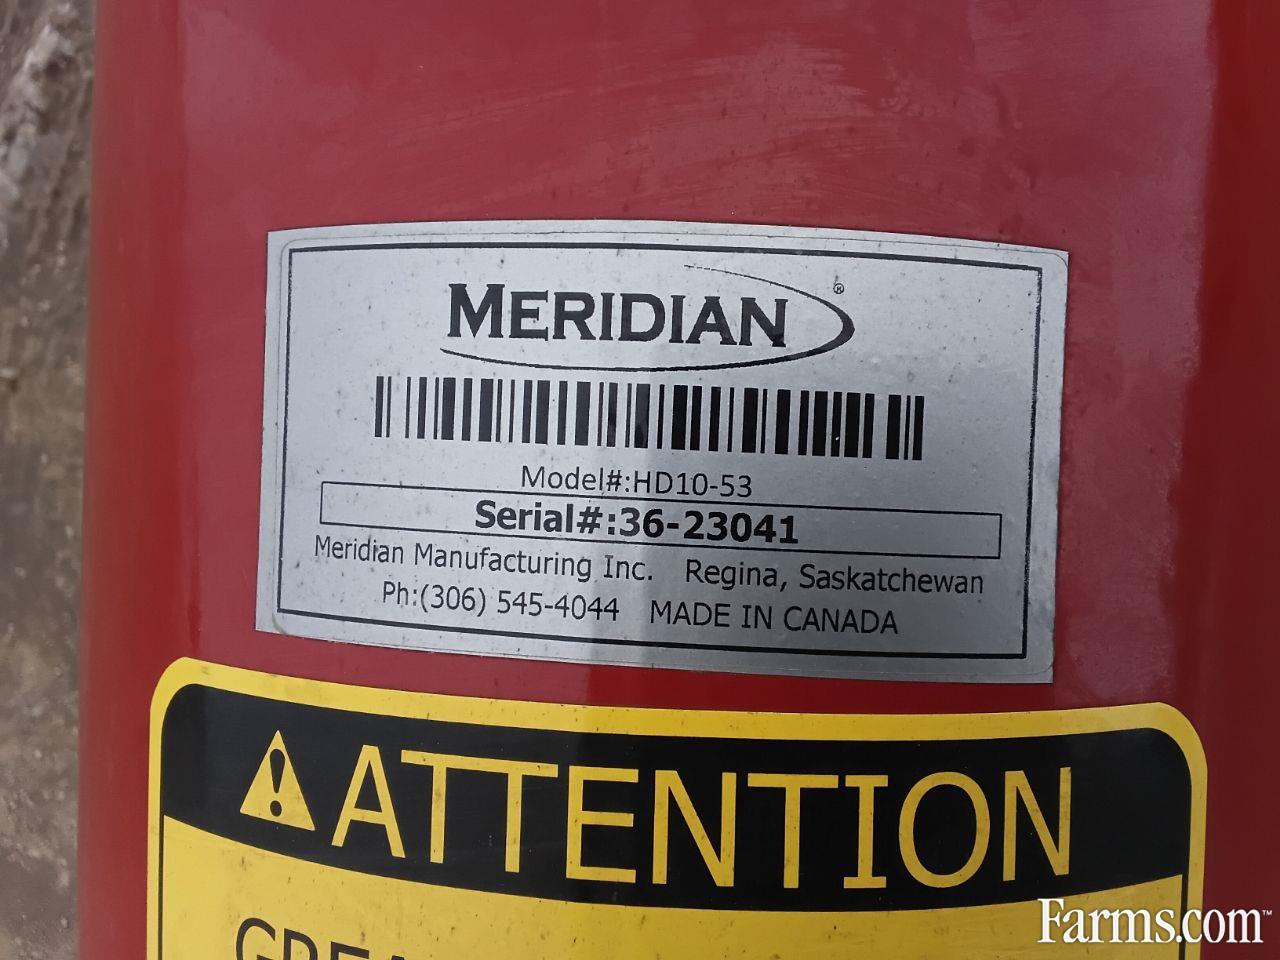 MERIDIAN®
Model#:HD10-53
Serial#:36-23041
Meridian Manufacturing Inc. Regina, Saskatchewan
Ph:(306) 545-4044 MADE IN CANADA
ATTENTION
Farms.com™